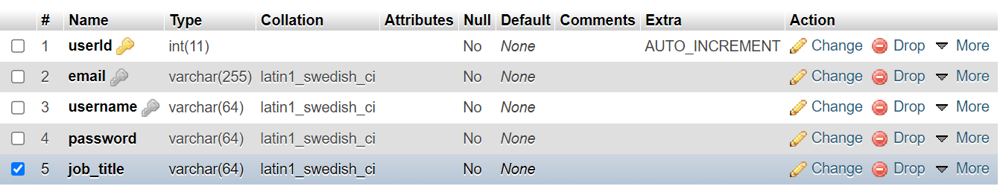 # Name Type Collation Attributes Null Default Comments Extra Action
1 userId int(11) No None AUTO_INCREMENT Change Drop More
2 email varchar(255) latin1_swedish_ci No None Change Drop More
3 username varchar(64) latin1_swedish_ci No None Change Drop More
4 password varchar(64) latin1_swedish_ci No None Change Drop More
5 job_title varchar(64) latin1_swedish_ci No None Change Drop More